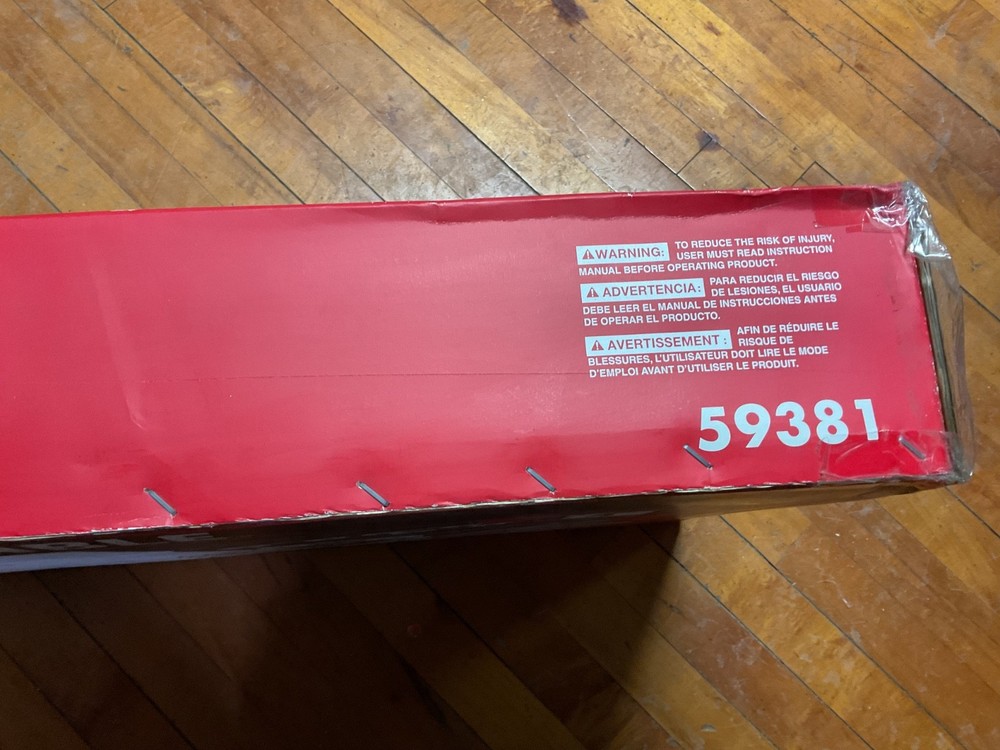 ⚠WARNING: TO REDUCE THE RISK OF INJURY,
USER MUST READ INSTRUCTION
MANUAL BEFORE OPERATING PRODUCT.
⚠ ADVERTENCIA: PARA REDUCIR EL RIESGO
DE LESIONES, EL USUARIO
DEBE LEER EL MANUAL DE INSTRUCCIONES ANTES
DE OPERAR EL PRODUCTO.
⚠ AVERTISSEMENT : AFIN DE RÉDUIRE LE
RISQUE DE
BLESSURES, L'UTILISATEUR DOIT LIRE LE MODE
D'EMPLOI AVANT D'UTILISER LE PRODUIT.
59381